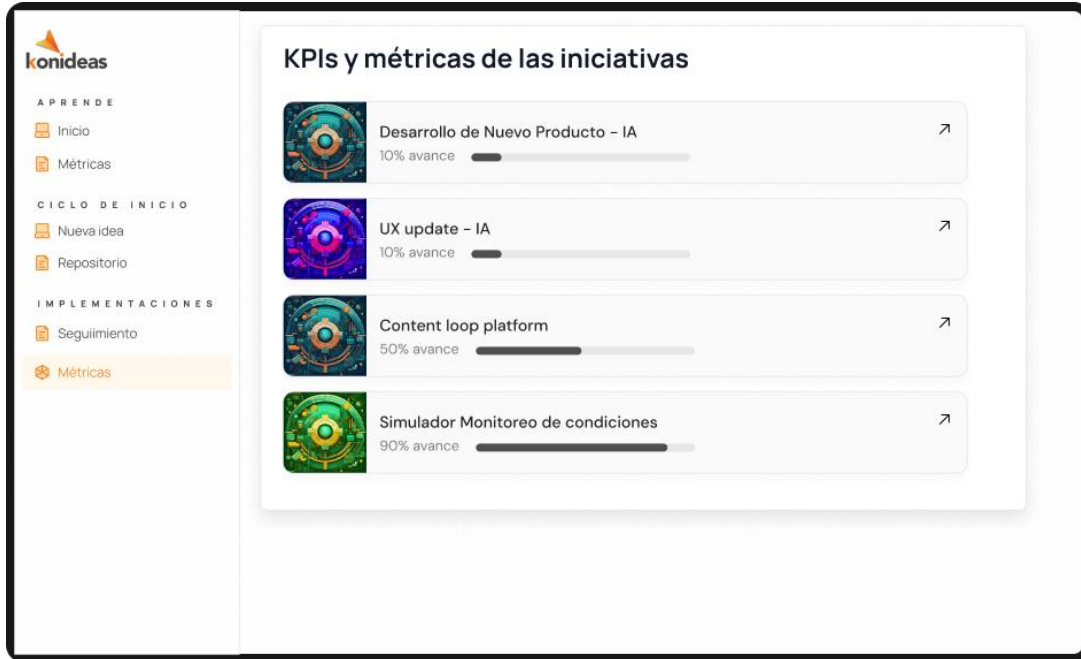 konideas
APRENDE
Inicio
Métricas
CICLO DE INICIO
Nueva idea
Repositorio
IMPLEMENTACIONES
Seguiimiento
Métricas
KPIs y métricas de las iniciativas
Desarrollo de Nuevo Producto - IA
10% avance
UX update - IA
10% avance
Content loop platform
50% avance
Simulador Monitoreo de condiciones
90% avance